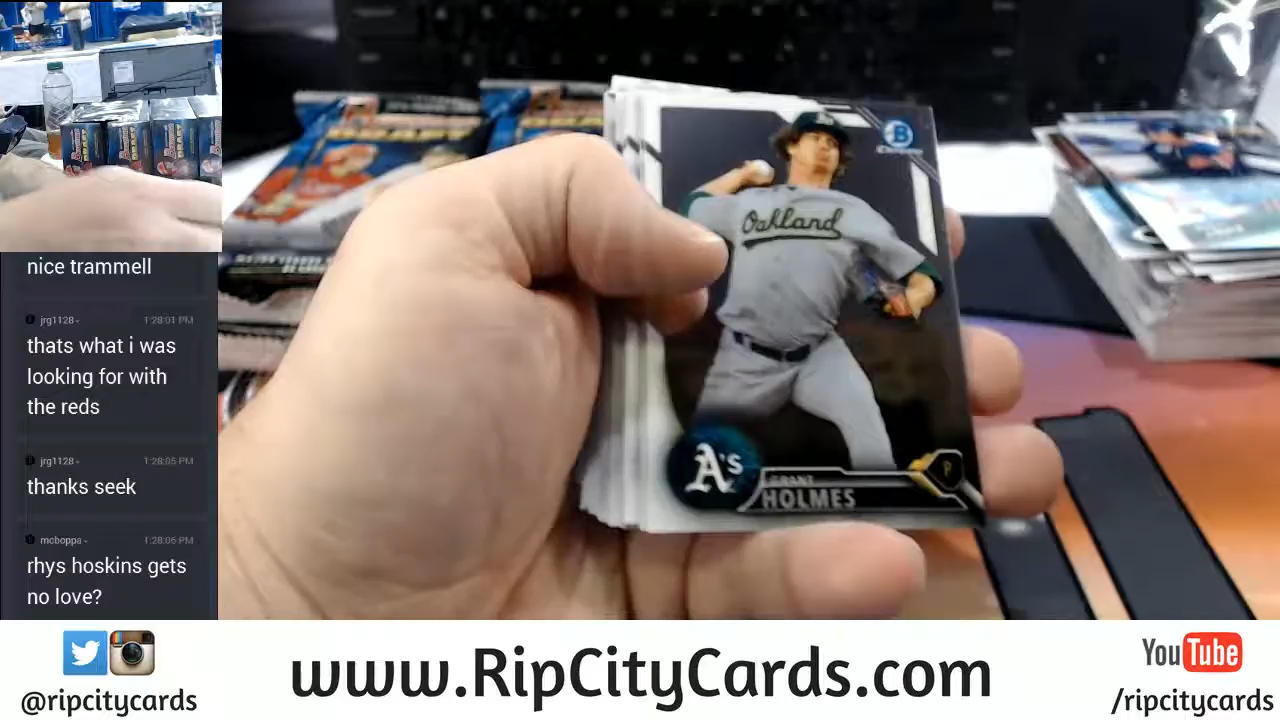 nice trammell
jrg1128
1:28:01 PM
thats what i was
looking for with
the reds
jrg1128
1:28:05 PM
thanks seek
mcboppa
1:28:06 PM
rhys hoskins gets
no love?
B
Oakland
A's
P
GRANT
HOLMES
@ripcitycards
www.RipCityCards.com
YouTube
/ripcitycards